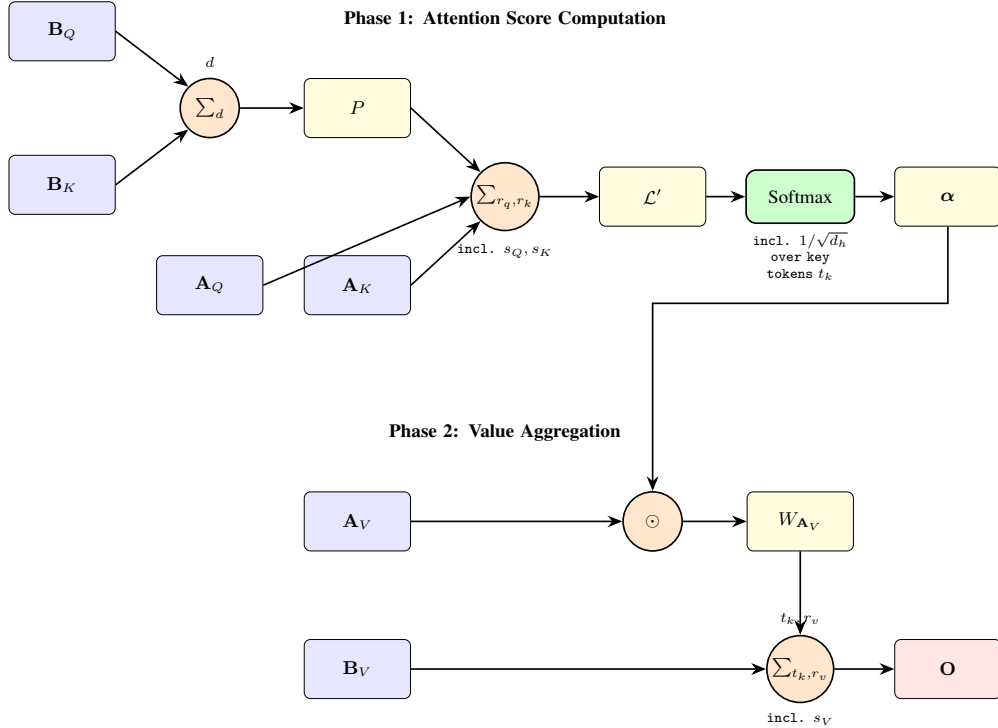 Phase 1: Attention Score Computation
B_Q
d
∑_d
P
B_K
∑_{r_q,r_k}
ℒ′
Softmax
α
incl. s_Q, s_K
incl. 1/√d_h
over key
tokens t_k
A_Q
A_K
Phase 2: Value Aggregation
A_V
⊙
W_{A_V}
t_k, r_v
B_V
∑_{t_k,r_v}
O
incl. s_V